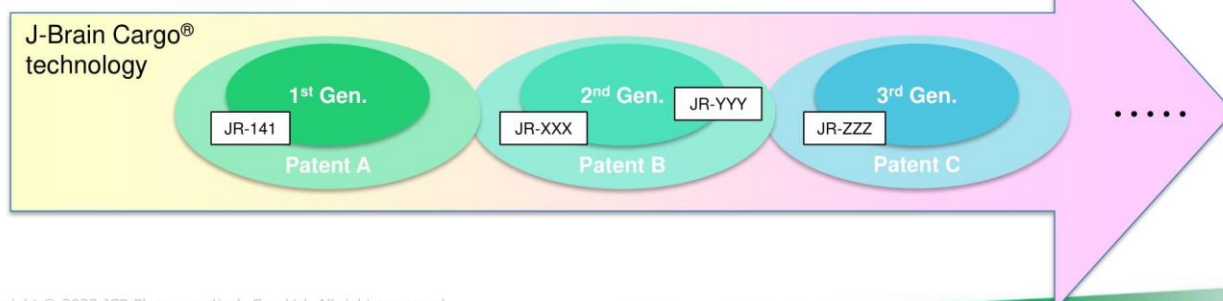 J-Brain Cargo®
technology
1st Gen.
JR-141
Patent A
2nd Gen.
JR-YYY
JR-XXX
Patent B
3rd Gen.
JR-ZZZ
Patent C
.....